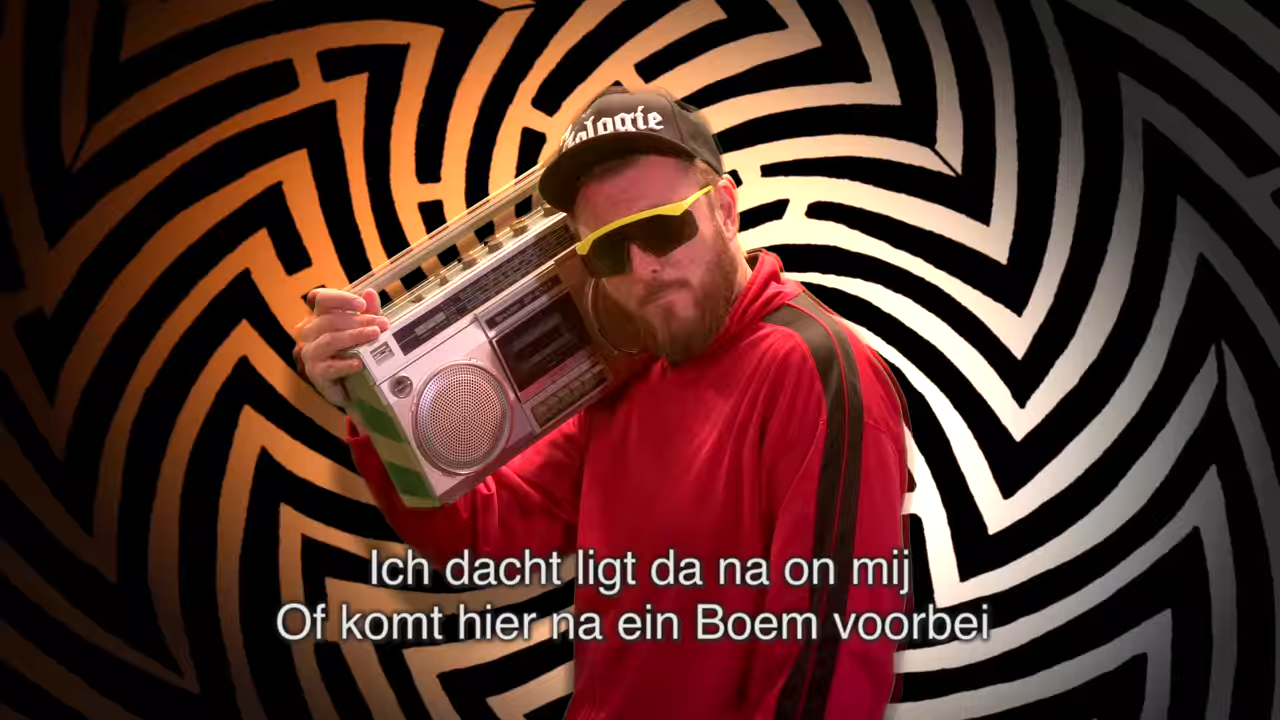 Ich dacht ligt da na on mij
Of komt hier na ein Boem voorbei